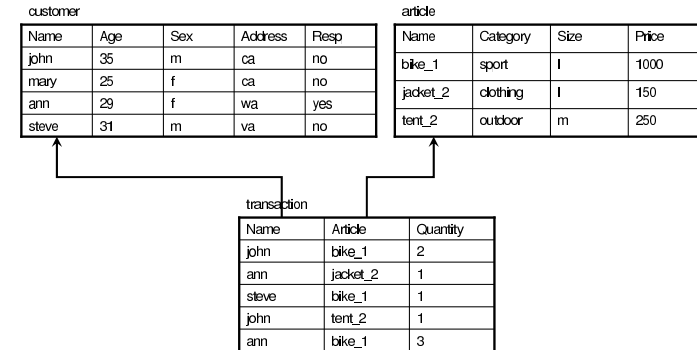 customer
Name Age Sex Address Resp
john 35 m ca no
mary 25 f ca no
ann 29 f wa yes
steve 31 m va no
article
Name Category Size Price
bike_1 sport l 1000
jacket_2 clothing l 150
tent_2 outdoor m 250
transaction
Name Article Quantity
john bike_1 2
ann jacket_2 1
steve bike_1 1
john tent_2 1
ann bike_1 3